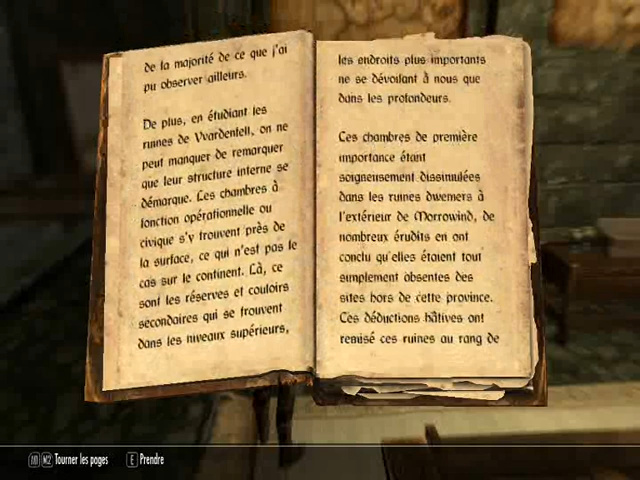 de la majorité de ce que j'ai
pu observer ailleurs.
De plus, en étudiant les
ruines de Vvardenfell, on ne
peut manquer de remarquer
que leur structure interne se
démarque. Les chambres à
fonction opérationnelle ou
civique s'y trouvent près de
la surface, ce qui n'est pas le
cas sur le continent. Là, ce
sont les réserves et couloirs
secondaires qui se trouvent
dans les niveaux supérieurs,
les endroits plus importants
ne se dévoilant à nous que
dans les profondeurs.
Ces chambres de première
importance étant
soigneusement dissimulées
dans les ruines dwemers à
l'extérieur de Morrowind, de
nombreux érudits en ont
conclu qu'elles étaient tout
simplement absentes des
sites hors de cette province.
Ces déductions hâtives ont
remisé ces ruines au rang de
M1 M2 Tourner les pages E Prendre